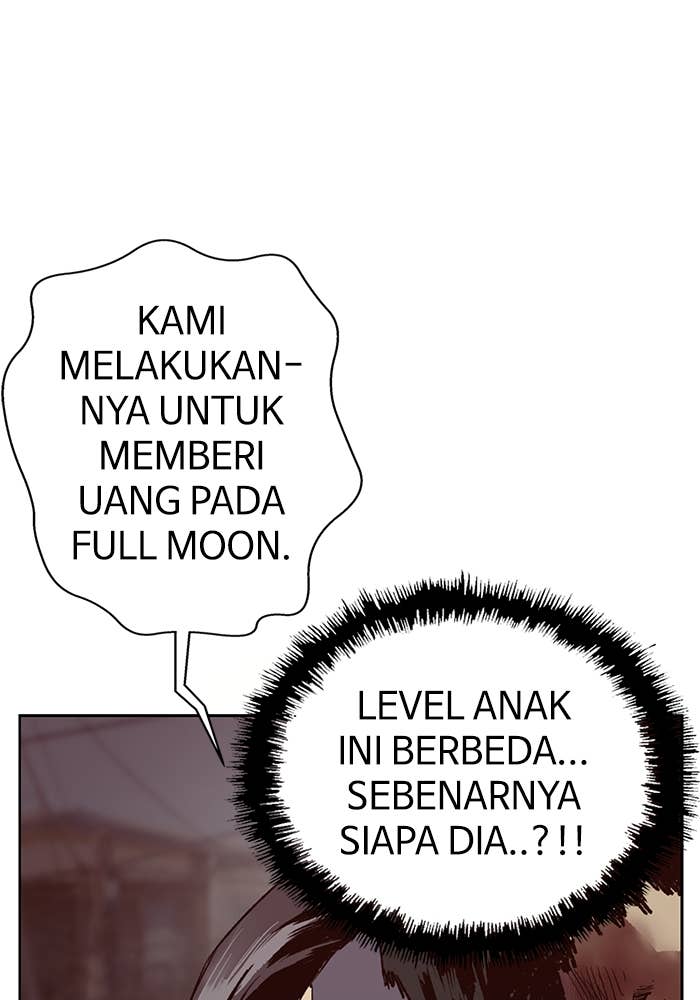 KAMI
MELAKUKAN-
NYA UNTUK
MEMBERI
UANG PADA
FULL MOON.
LEVEL ANAK
INI BERBEDA...
SEBENARNYA
SIAPA DIA..?!!